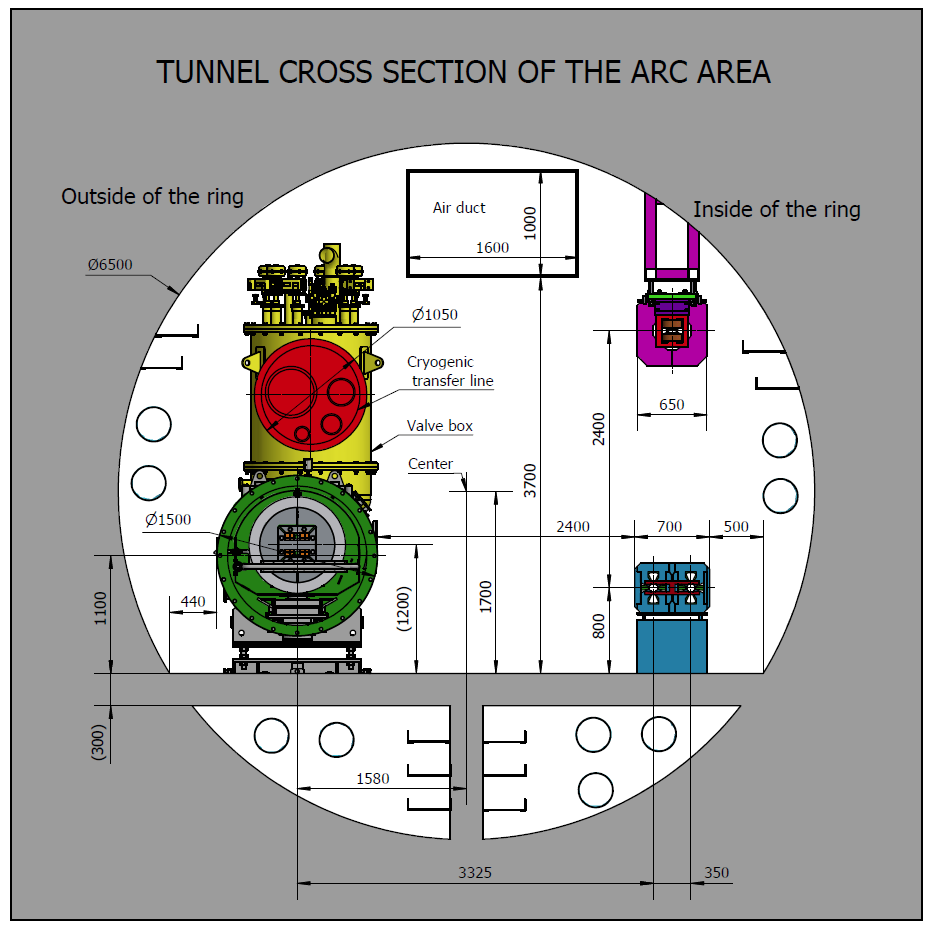 TUNNEL CROSS SECTION OF THE ARC AREA
Outside of the ring
Inside of the ring
Air duct
1000
1600
Ø6500
Ø1050
Cryogenic
transfer line
650
2400
Valve box
Center
3700
Ø1500
2400
700
500
440
1100
(1200)
1700
800
(300)
1580
3325
350